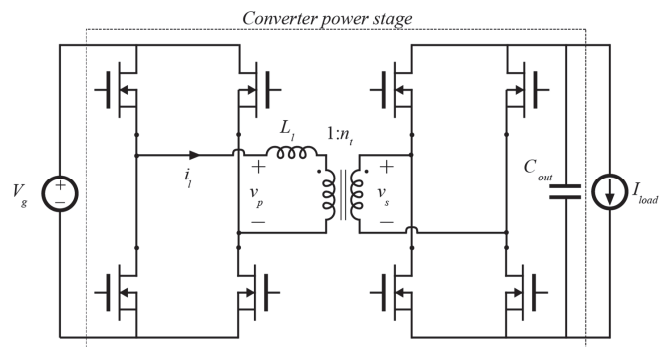 Converter power stage
L_l
1:n_t
+
+
i_l
v_p
v_s
−
−
V_g
+
−
C_out
I_load